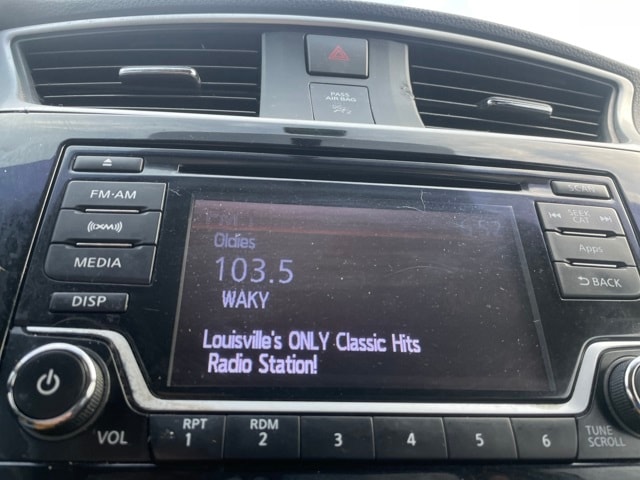 PASS
AIR BAG
FM·AM
((XM))
MEDIA
DISP
SCAN
SEEK
CAT
Apps
BACK
Oldies
103.5
WAKY
Louisville's ONLY Classic Hits
Radio Station!
VOL
RPT
1
RDM
2
3
4
5
6
TUNE
SCROLL